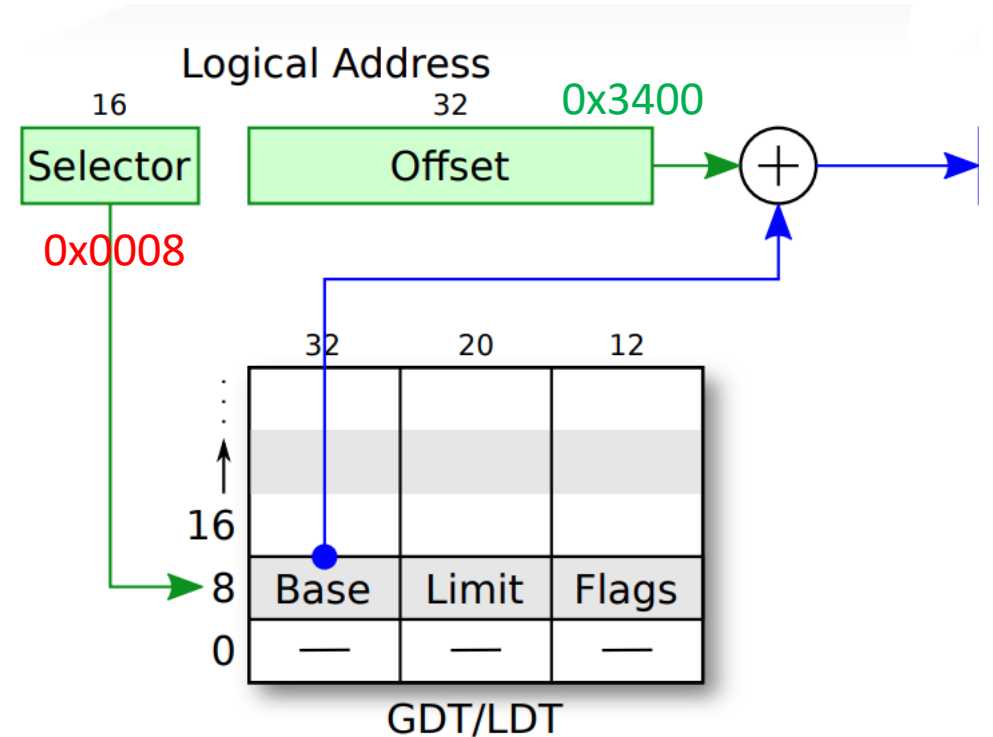 Logical Address
16 32 0x3400
Selector Offset +
0x0008
32 20 12
16
8 Base Limit Flags
0 — — —
GDT/LDT